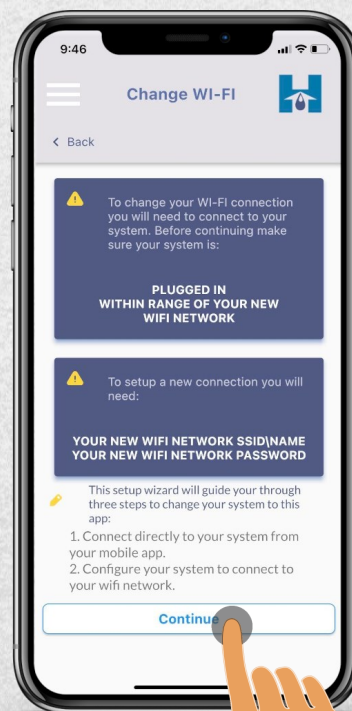 9:46
Change WI-FI
Back
To change your WI-FI connection
you will need to connect to your
system. Before continuing make
sure your system is:
PLUGGED IN
WITHIN RANGE OF YOUR NEW
WIFI NETWORK
To setup a new connection you will
need:
YOUR NEW WIFI NETWORK SSID\NAME
YOUR NEW WIFI NETWORK PASSWORD
This setup wizard will guide your through
three steps to change your system to this
app:
1. Connect directly to your system from
your mobile app.
2. Configure your system to connect to
your wifi network.
Continue